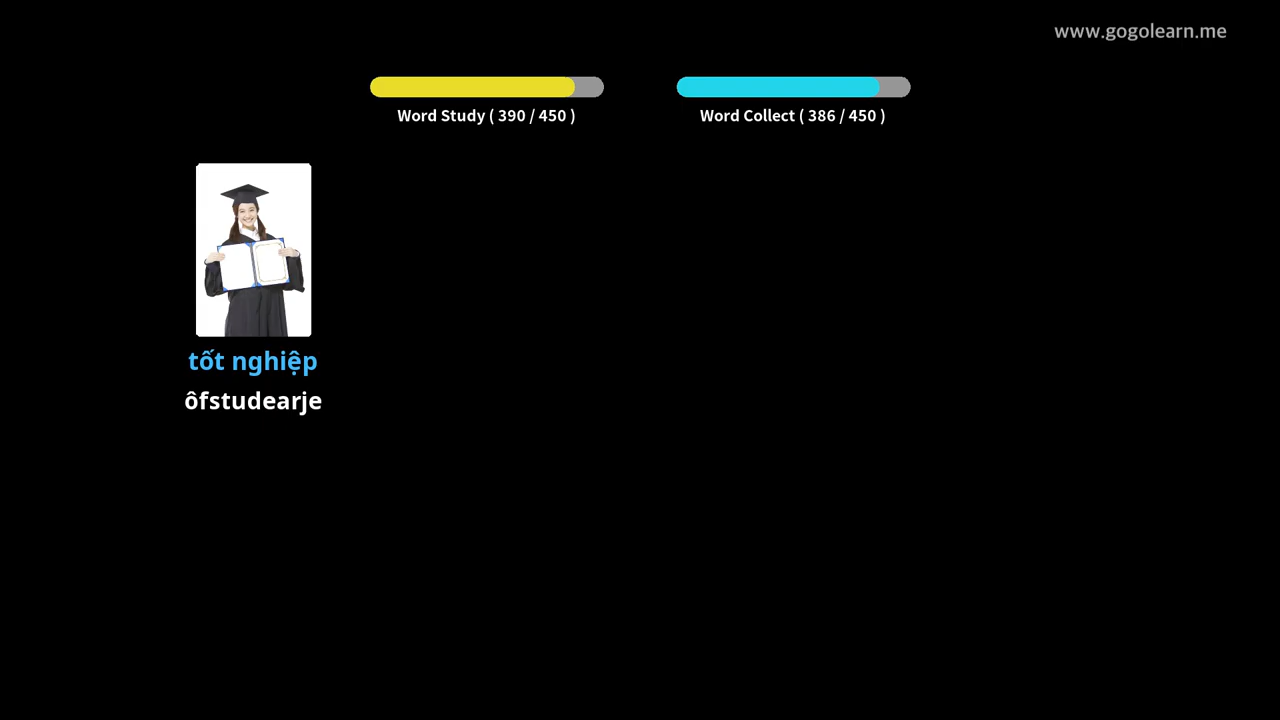 www.gogolearn.me
Word Study ( 390 / 450 )
Word Collect ( 386 / 450 )
tốt nghiệp
ôfstudearje